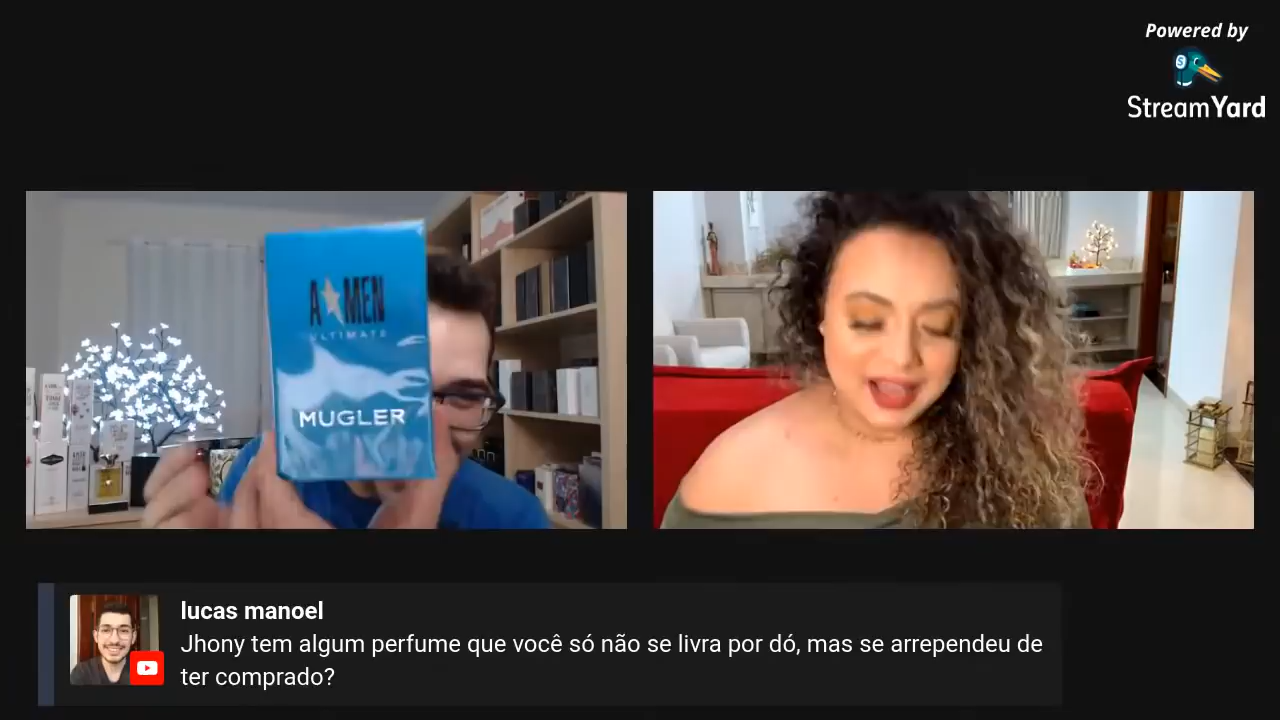 Powered by
StreamYard
A MEN
ULTIMATE
MUGLER
lucas manoel
Jhony tem algum perfume que você só não se livra por dó, mas se arrependeu de
ter comprado?